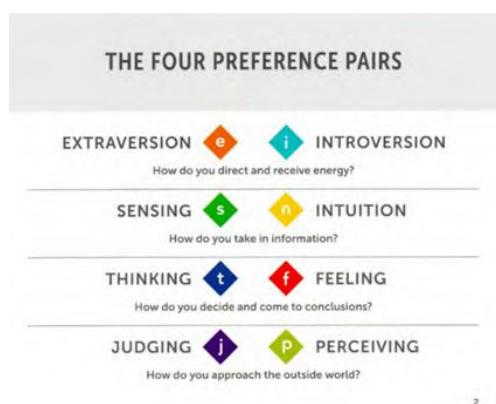 THE FOUR PREFERENCE PAIRS
EXTRAVERSION e i INTROVERSION
How do you direct and receive energy?
SENSING s n INTUITION
How do you take in information?
THINKING t f FEELING
How do you decide and come to conclusions?
JUDGING j p PERCEIVING
How do you approach the outside world?
2